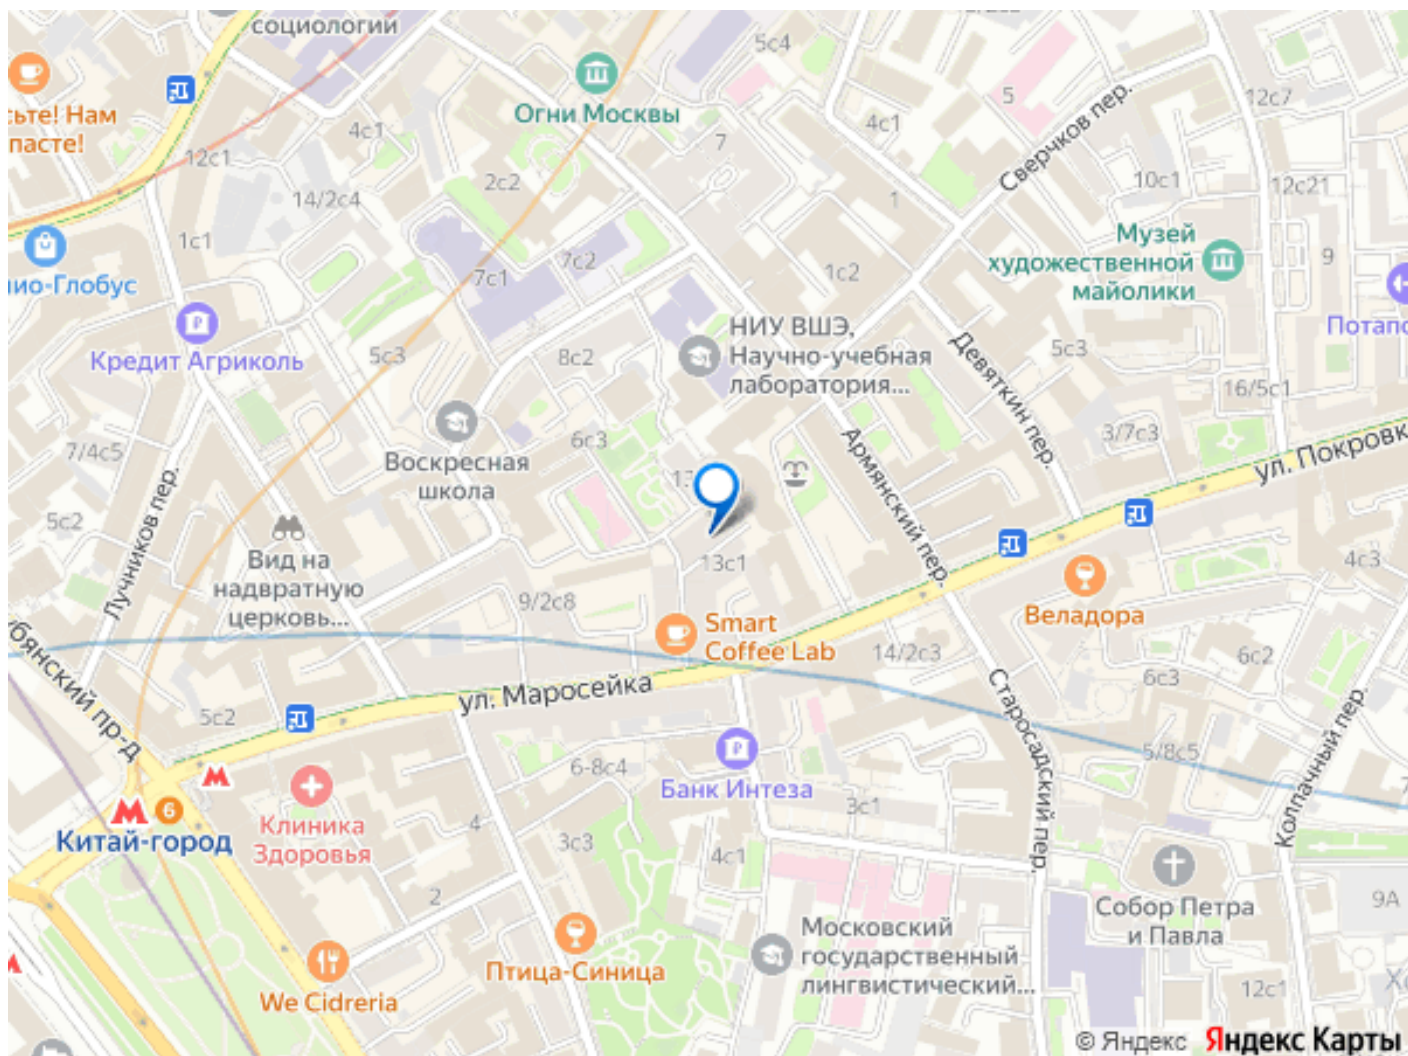 социологии
5с4
5
12с7
Огни Москвы
сьте! Нам
пасте!
4с1
12с1
7
4с1
Сверчков пер.
2с2
14/2с4
1
10с1
12с21
1с1
7с2
7с1
1с2
Музей
художественной
майолики
9
ио-Глобус
Кредит Агриколь
5с3
8с2
НИУ ВШЭ,
Научно-учебная
лаборатория...
Девяткин пер.
5с3
Потапо
16/5с1
7/4с5
6с3
Воскресная
школа
13
Армянский пер.
3/7с3
ул. Покровк
Лучников пер.
5с2
Вид на
надвратную
церковь...
13с1
9/2с8
Smart
Coffee Lab
Веладора
4с3
бянский пр-д
ул. Маросейка
14/2с3
6с2
6с3
Старосадский пер.
Колпачный пер.
5с2
5/8с5
6-8с4
Банк Интеза
3с1
6
Китай-город
Клиника
Здоровья
4
3с3
4с1
2
Собор Петра
и Павла
9А
Московский
государственный
лингвистический...
Птица-Синица
We Cidreria
12с1
© Яндекс Яндекс Карты